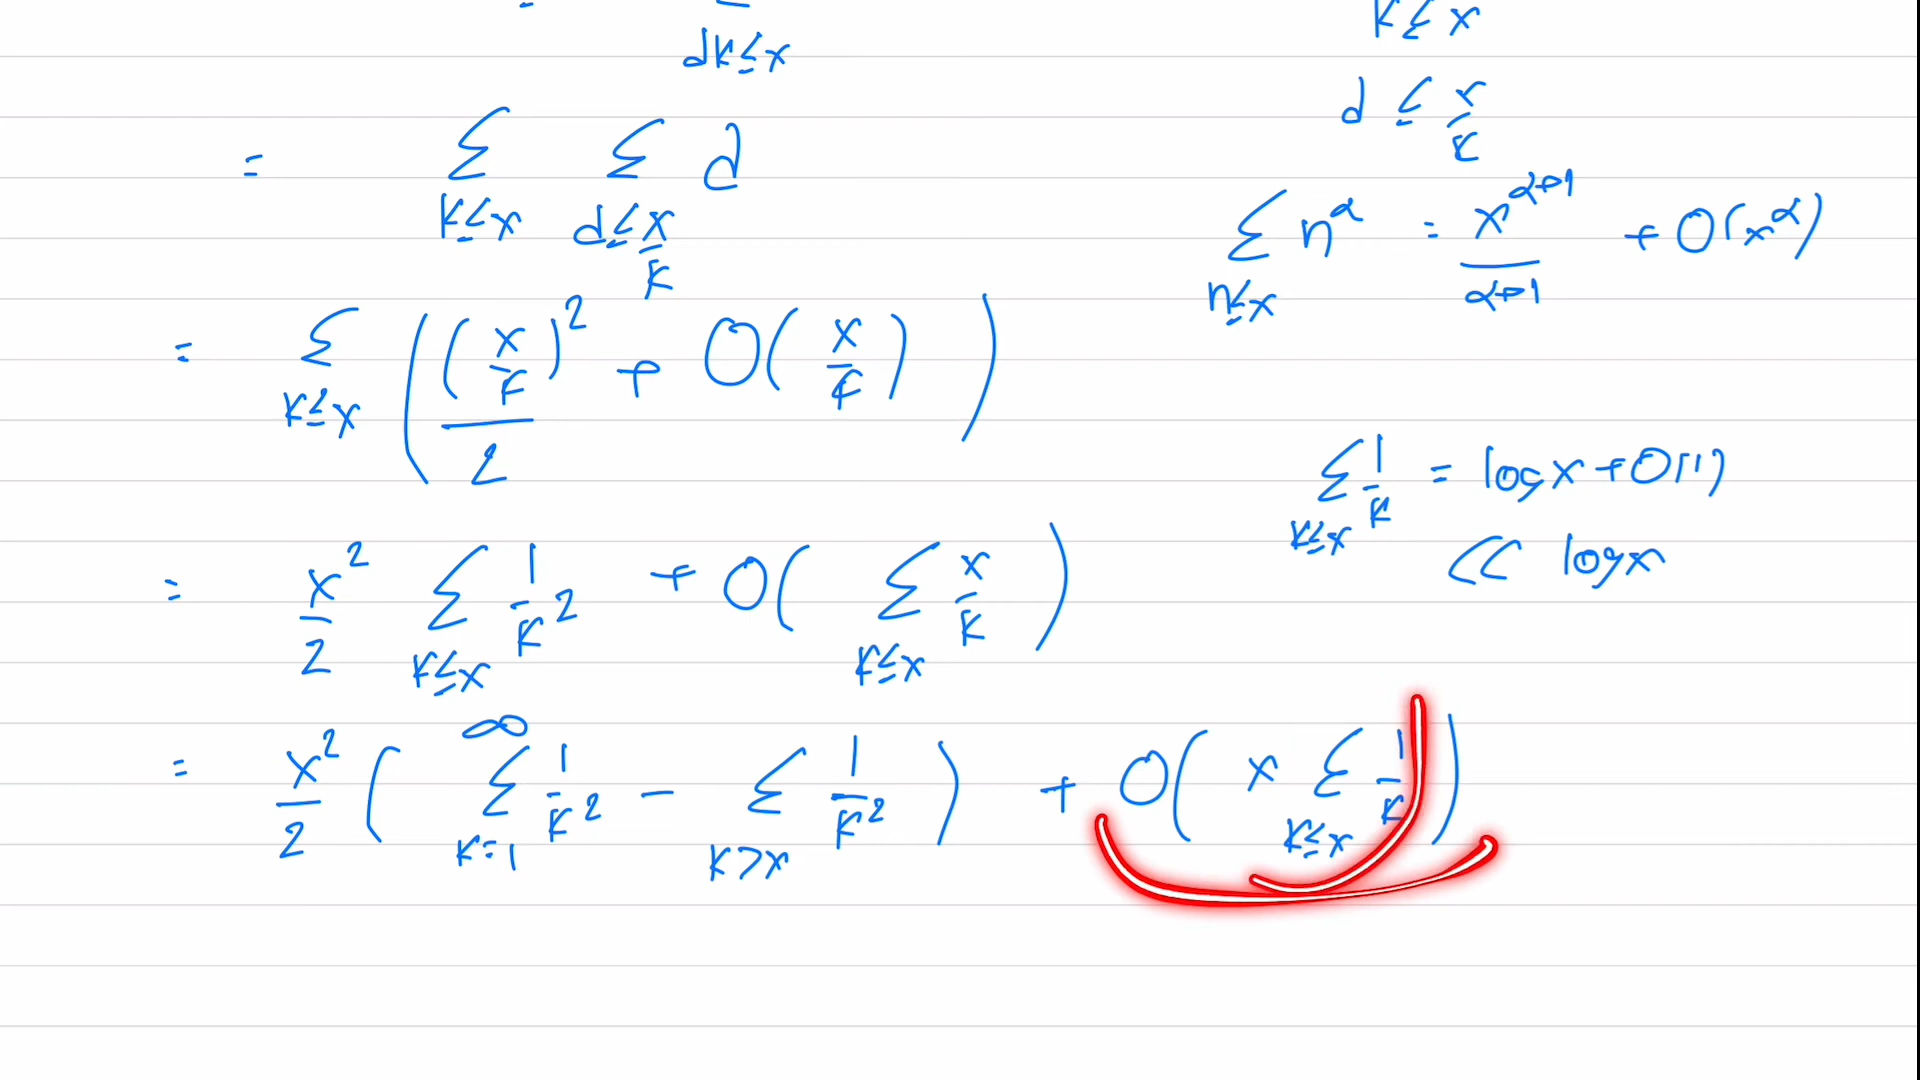 dk≤x
= Σ_{k≤x} Σ_{d≤x/k} d
= Σ_{k≤x} ( (x/k)^2 / 2 + O(x/k) )
= x^2/2 Σ_{k≤x} 1/k^2 + O( Σ_{k≤x} x/k )
= x^2/2 ( Σ_{k=1}^{∞} 1/k^2 - Σ_{k>x} 1/k^2 ) + O( x Σ_{k≤x} 1/k )
k≤x
d ≤ x/k
Σ_{n≤x} n^α = x^{α+1}/(α+1) + O(x^α)
Σ_{k≤x} 1/k = log x + O(1)
<< log x